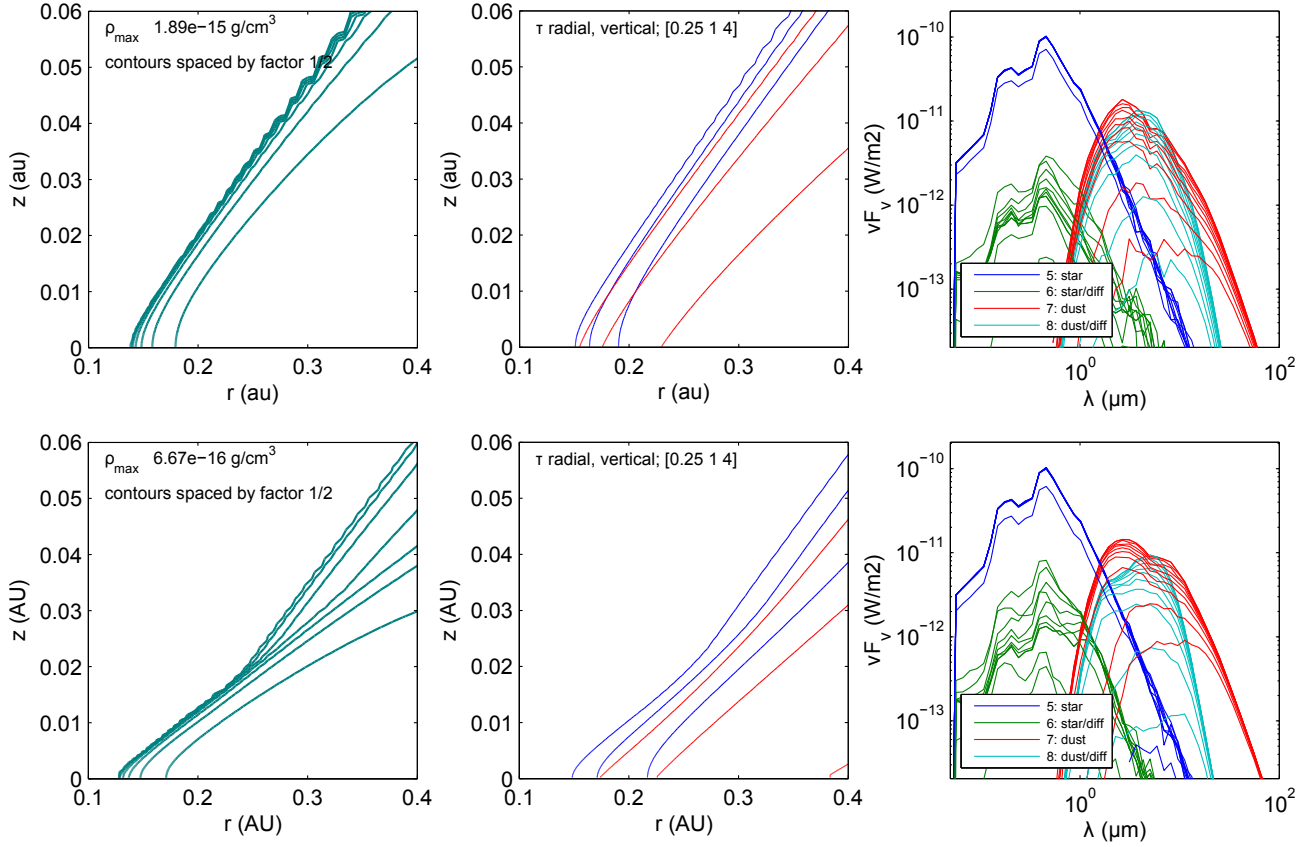 0.06
0.05
0.04
0.03
0.02
0.01
0
z (au)
ρmax 1.89e−15 g/cm3
contours spaced by factor 1/2
0.1
0.2
0.3
0.4
r (au)
0.06
0.05
0.04
0.03
0.02
0.01
0
z (au)
τ radial, vertical; [0.25 1 4]
0.1
0.2
0.3
0.4
r (au)
10−10
10−11
10−12
10−13
νFν (W/m2)
5: star
6: star/diff
7: dust
8: dust/diff
100
102
λ (µm)
0.06
0.05
0.04
0.03
0.02
0.01
0
z (AU)
ρmax 6.67e−16 g/cm3
contours spaced by factor 1/2
0.1
0.2
0.3
0.4
r (AU)
0.06
0.05
0.04
0.03
0.02
0.01
0
z (AU)
τ radial, vertical; [0.25 1 4]
0.1
0.2
0.3
0.4
r (AU)
10−10
10−11
10−12
10−13
νFν (W/m2)
5: star
6: star/diff
7: dust
8: dust/diff
100
102
λ (µm)